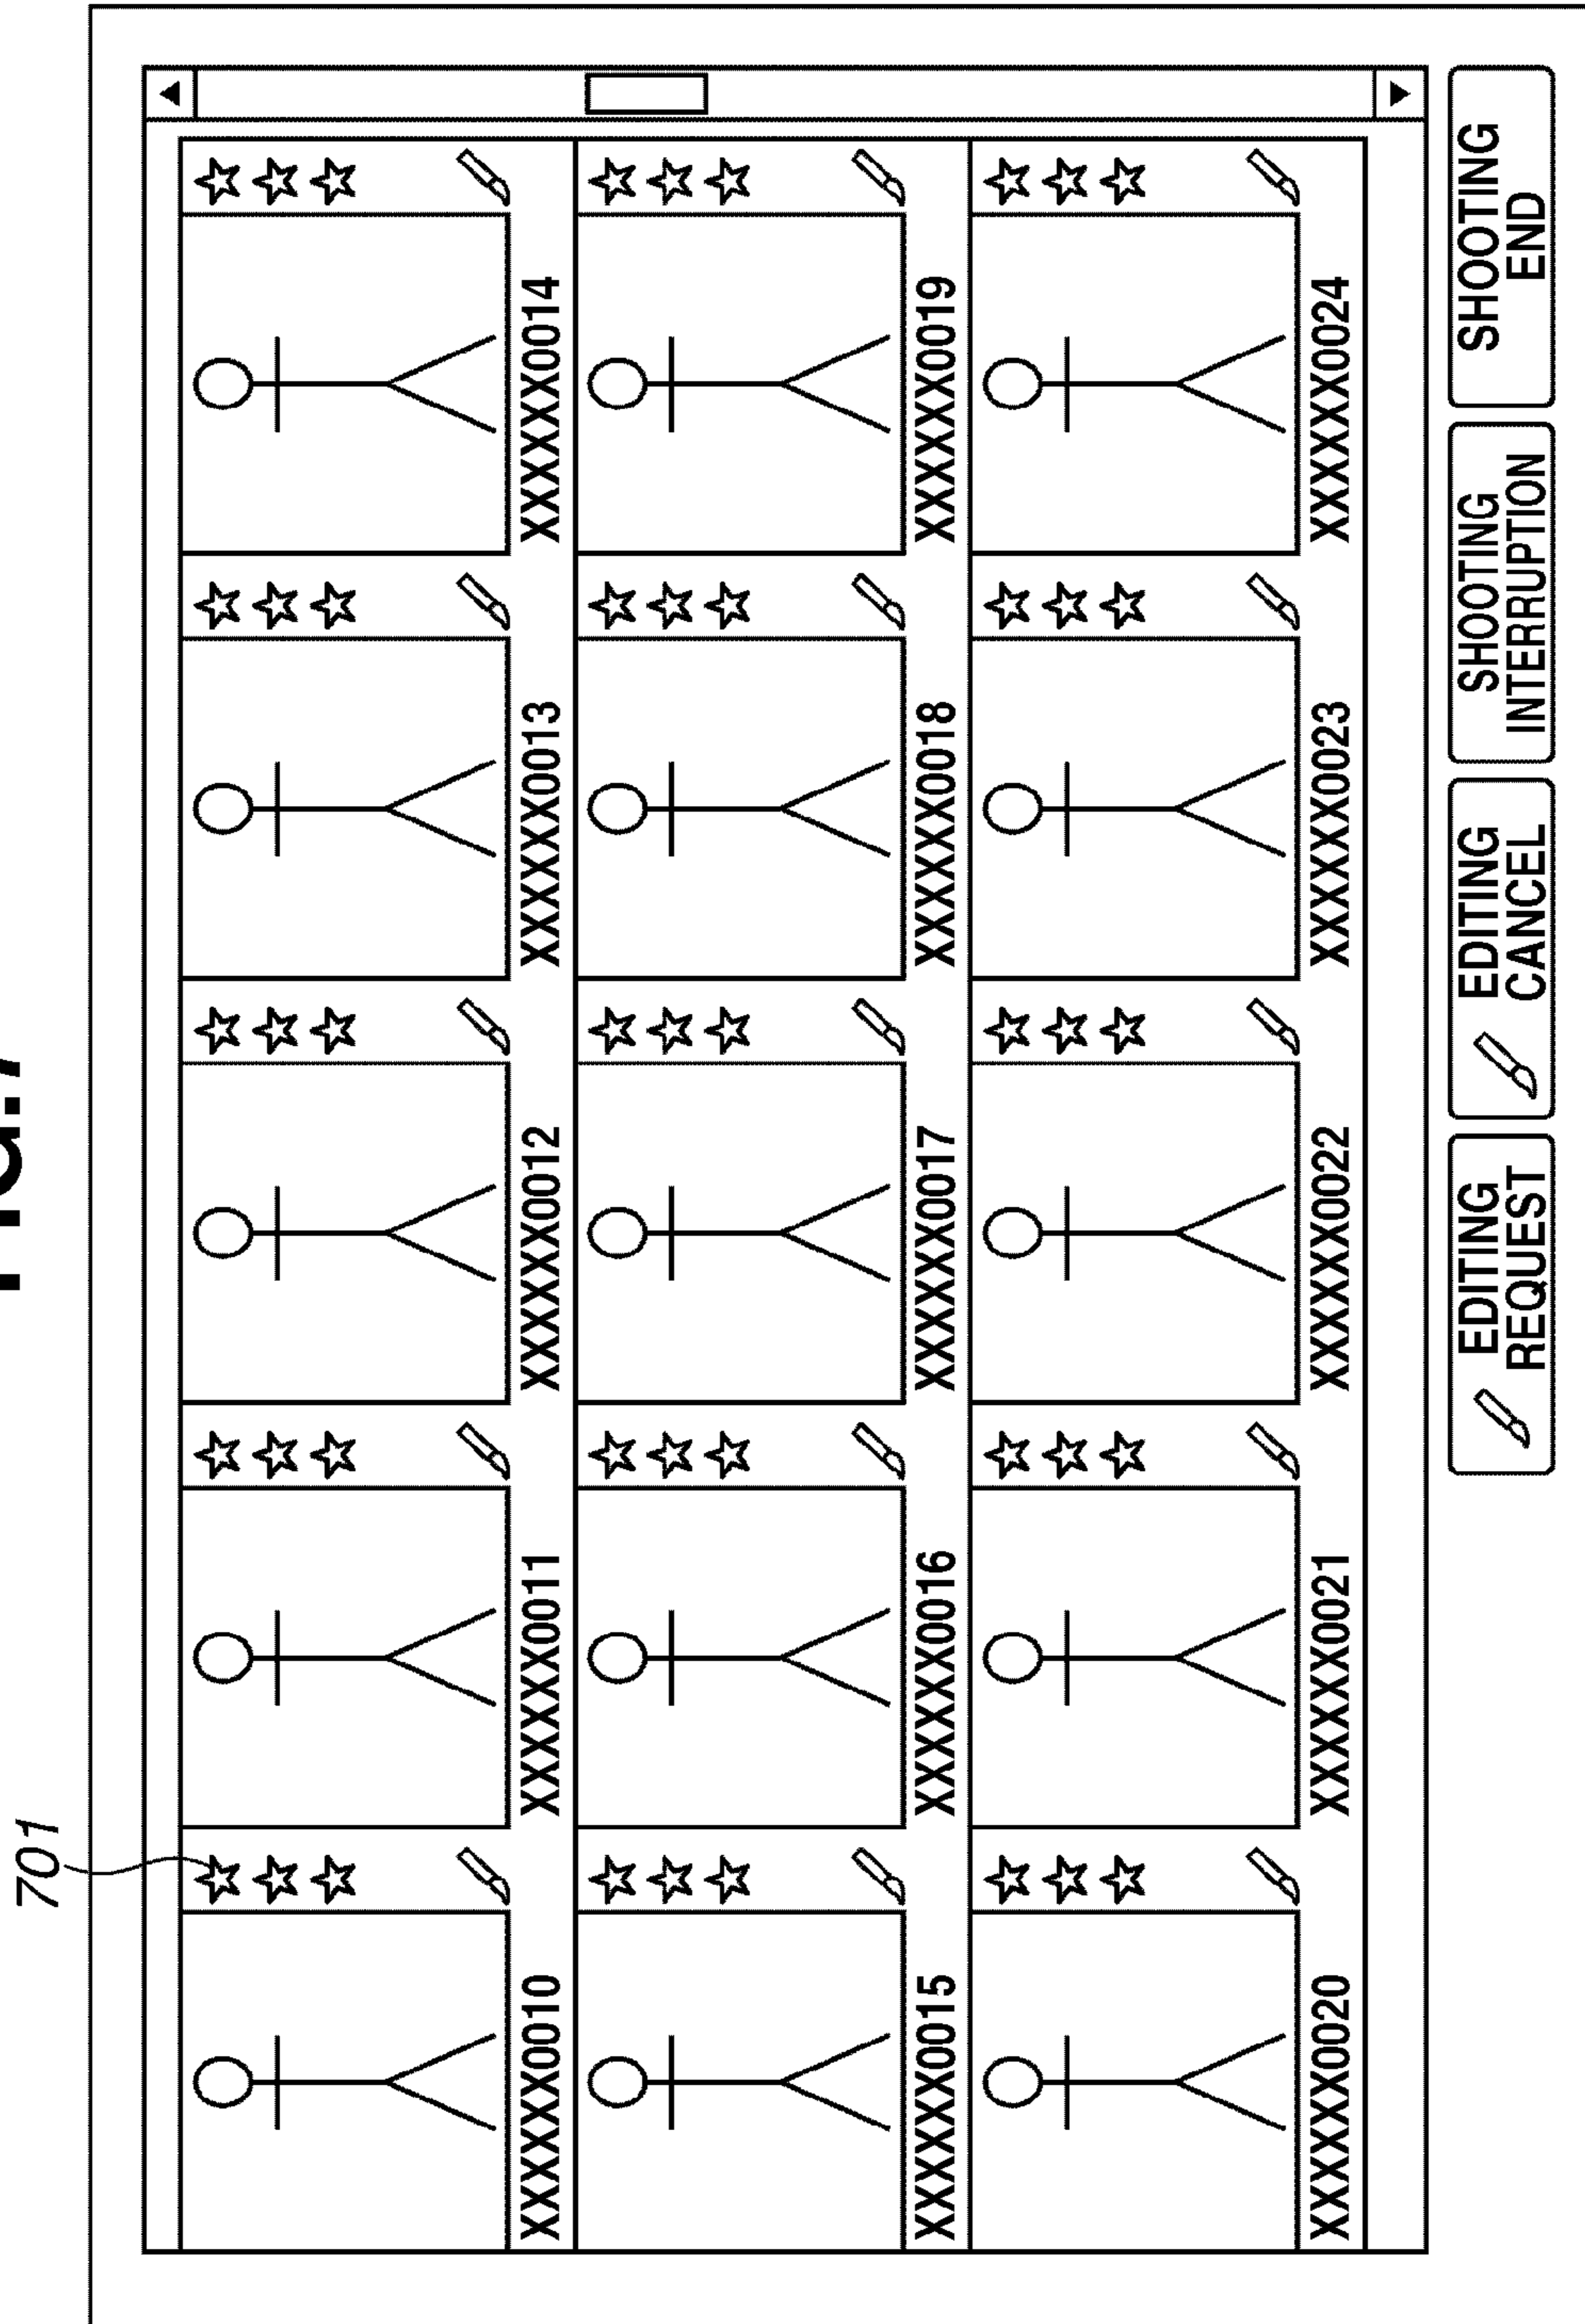 701
XXXXXX0010
XXXXXX0011
XXXXXX0012
XXXXXX0013
XXXXXX0014
XXXXXX0015
XXXXXX0016
XXXXXX0017
XXXXXX0018
XXXXXX0019
XXXXXX0020
XXXXXX0021
XXXXXX0022
XXXXXX0023
XXXXXX0024
EDITING
REQUEST
EDITING
CANCEL
SHOOTING
INTERRUPTION
SHOOTING
END